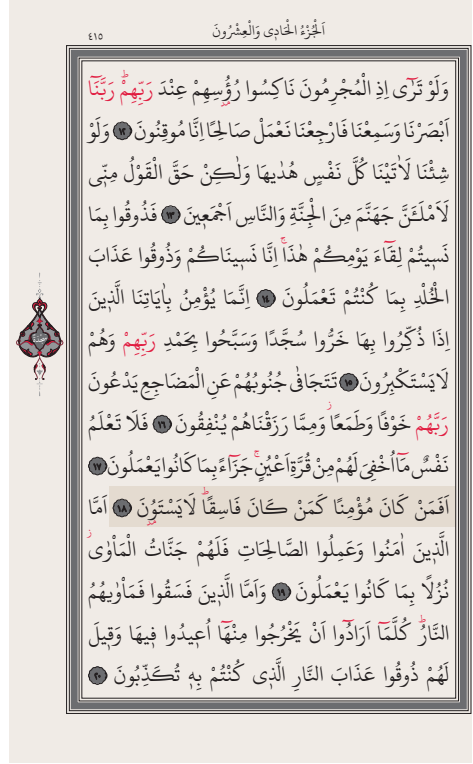 اَلْجُزْءُ الْحَادِى وَالْعِشْرُونَ
٤١٥
وَلَوْ تَرٰٓى اِذِ الْمُجْرِمُونَ نَاكِسُوا رُؤُ۫سِهِمْ عِنْدَ رَبِّهِمْۜ رَبَّنَٓا
اَبْصَرْنَا وَسَمِعْنَا فَارْجِعْنَا نَعْمَلْ صَالِحًا اِنَّا مُوقِنُونَ ١٢ وَلَوْ
شِئْنَا لَاٰتَيْنَا كُلَّ نَفْسٍ هُدٰيهَا وَلٰكِنْ حَقَّ الْقَوْلُ مِنّ۪ى
لَاَمْلَـَٔنَّ جَهَنَّمَ مِنَ الْجِنَّةِ وَالنَّاسِ اَجْمَع۪ينَ ١٣ فَذُوقُوا بِمَا
نَس۪يتُمْ لِقَٓاءَ يَوْمِكُمْ هٰذَاۚ اِنَّا نَس۪ينَاكُمْ وَذُوقُوا عَذَابَ
الْخُلْدِ بِمَا كُنْتُمْ تَعْمَلُونَ ١٤ اِنَّمَا يُؤْمِنُ بِاٰيَاتِنَا الَّذ۪ينَ
اِذَا ذُكِّرُوا بِهَا خَرُّوا سُجَّدًا وَسَبَّحُوا بِحَمْدِ رَبِّهِمْ وَهُمْ
لَا يَسْتَكْبِرُونَ ١٥ تَتَجَافٰى جُنُوبُهُمْ عَنِ الْمَضَاجِعِ يَدْعُونَ
رَبَّهُمْ خَوْفًا وَطَمَعًاۘ وَمِمَّا رَزَقْنَاهُمْ يُنْفِقُونَ ١٦ فَلَا تَعْلَمُ
نَفْسٌ مَٓا اُخْفِىَ لَهُمْ مِنْ قُرَّةِ اَعْيُنٍۚ جَزَٓاءً بِمَا كَانُوا يَعْمَلُونَ ١٧
اَفَمَنْ كَانَ مُؤْمِنًا كَمَنْ كَانَ فَاسِقًاۜ لَا يَسْتَوُ۫نَ ١٨ اَمَّا
الَّذ۪ينَ اٰمَنُوا وَعَمِلُوا الصَّالِحَاتِ فَلَهُمْ جَنَّاتُ الْمَأْوٰىۘ
نُزُلًا بِمَا كَانُوا يَعْمَلُونَ ١٩ وَاَمَّا الَّذ۪ينَ فَسَقُوا فَمَأْوٰيهُمُ
النَّارُۜ كُلَّمَٓا اَرَادُٓوا اَنْ يَخْرُجُوا مِنْهَٓا اُع۪يدُوا ف۪يهَا وَق۪يلَ
لَهُمْ ذُوقُوا عَذَابَ النَّارِ الَّذ۪ى كُنْتُمْ بِه۪ تُكَذِّبُونَ ٢٠